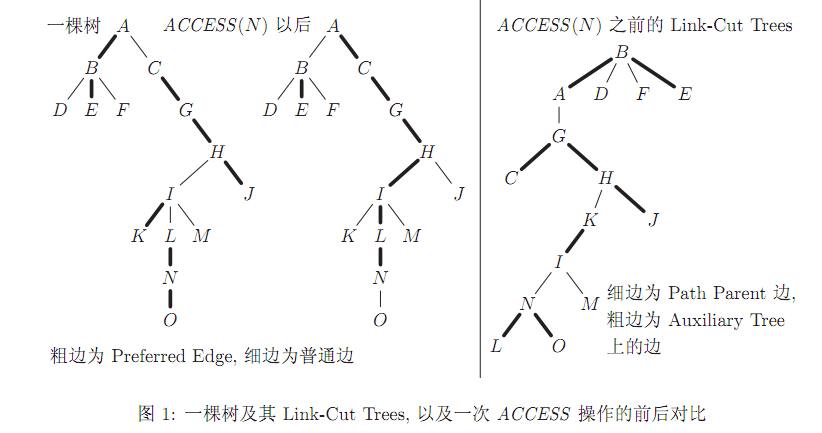 一棵树 A ACCESS(N) 以后 A
B C B C
D E F G D E F G
H H
I J I J
K L M K L M
N N
O O
粗边为 Preferred Edge, 细边为普通边
ACCESS(N) 之前的 Link-Cut Trees
B
A D F E
G
C H
K J
I
N M
L O
细边为 Path Parent 边,
粗边为 Auxiliary Tree
上的边
图 1: 一棵树及其 Link-Cut Trees, 以及一次 ACCESS 操作的前后对比